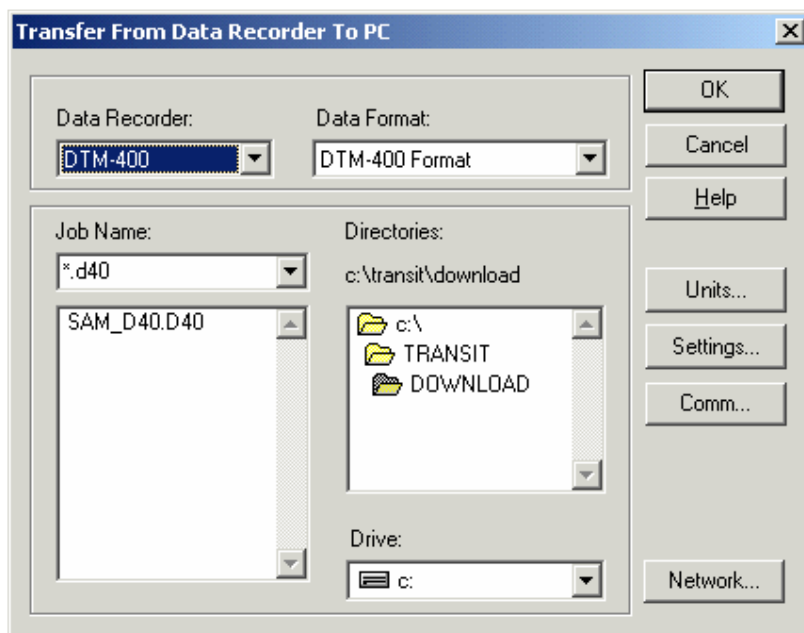 Transfer From Data Recorder To PC
Data Recorder:
DTM-400
Data Format:
DTM-400 Format
OK
Cancel
Help
Job Name:
*.d40
SAM_D40.D40
Directories:
c:\transit\download
c:\
TRANSIT
DOWNLOAD
Drive:
c:
Units...
Settings...
Comm...
Network...